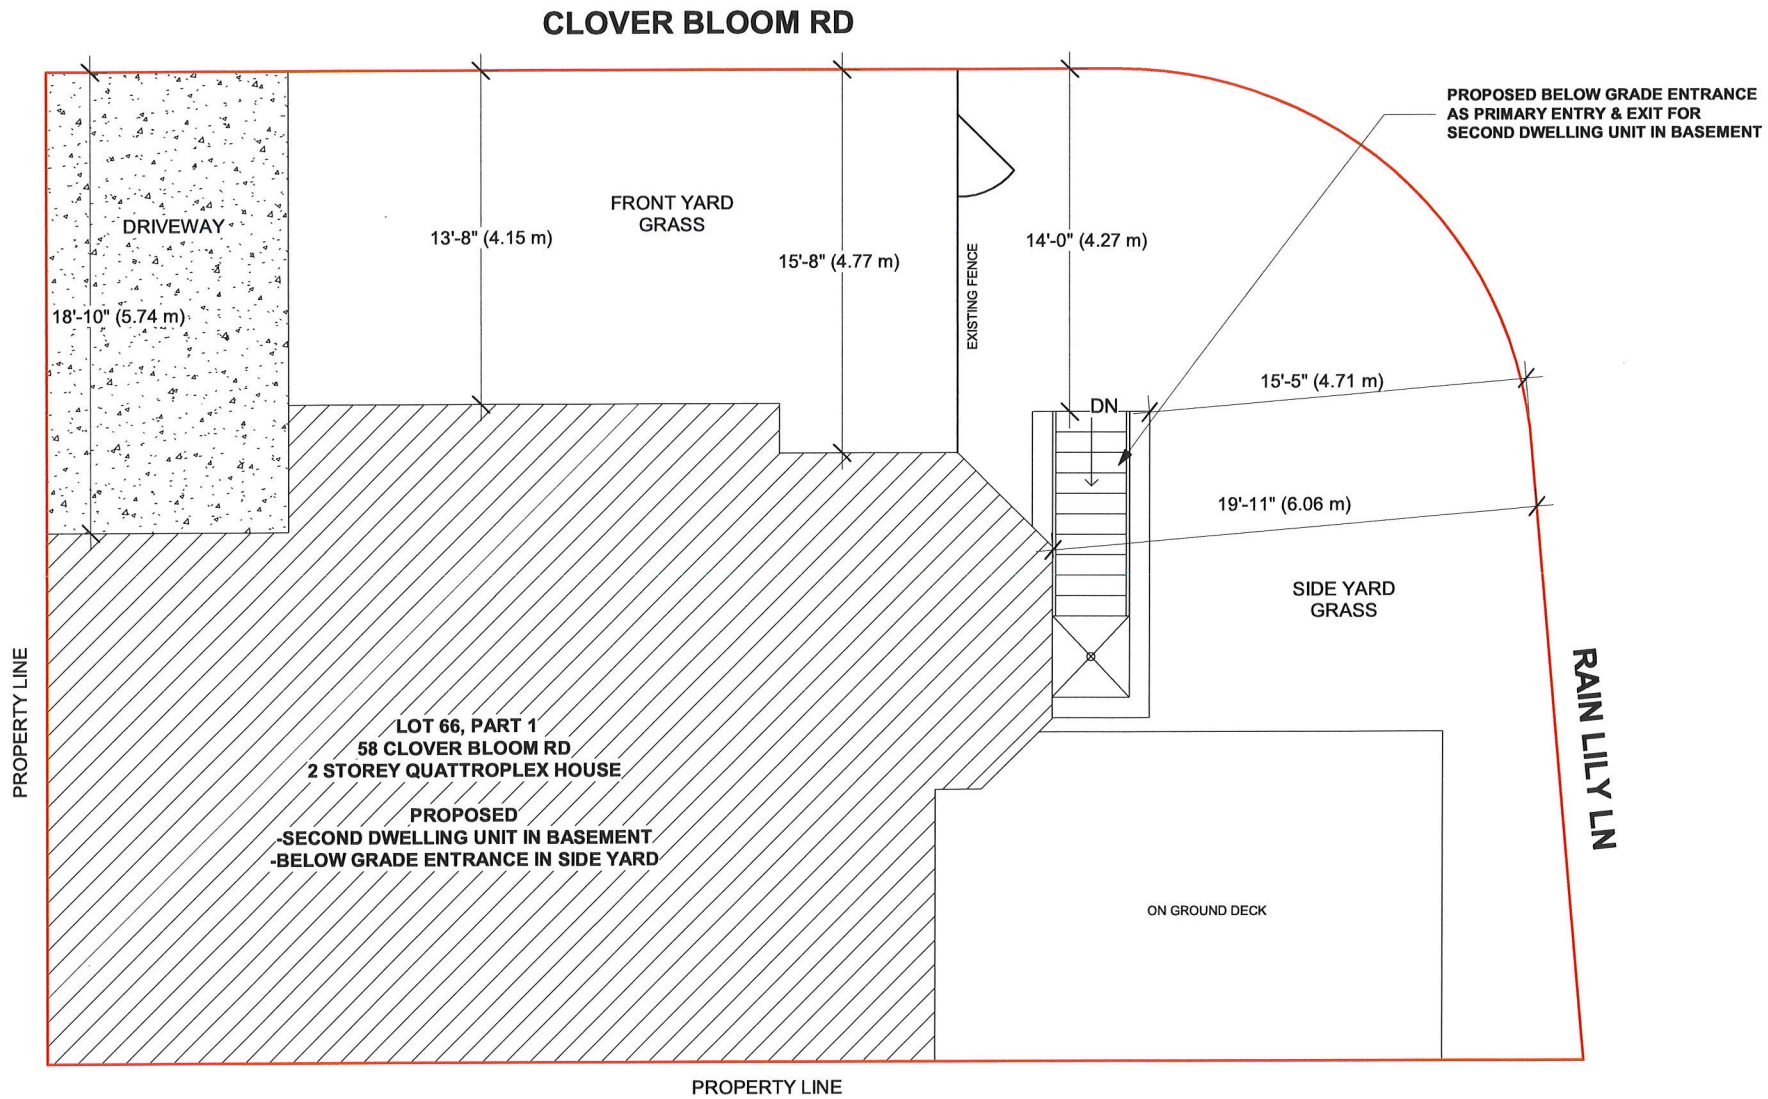 CLOVER BLOOM RD
PROPOSED BELOW GRADE ENTRANCE
AS PRIMARY ENTRY & EXIT FOR
SECOND DWELLING UNIT IN BASEMENT
DRIVEWAY
FRONT YARD
GRASS
13'-8" (4.15 m)
15'-8" (4.77 m)
14'-0" (4.27 m)
EXISTING FENCE
18'-10" (5.74 m)
15'-5" (4.71 m)
DN
19'-11" (6.06 m)
SIDE YARD
GRASS
PROPERTY LINE
RAIN LILY LN
LOT 66, PART 1
58 CLOVER BLOOM RD
2 STOREY QUATTROPLEX HOUSE
PROPOSED
-SECOND DWELLING UNIT IN BASEMENT
-BELOW GRADE ENTRANCE IN SIDE YARD
ON GROUND DECK
PROPERTY LINE